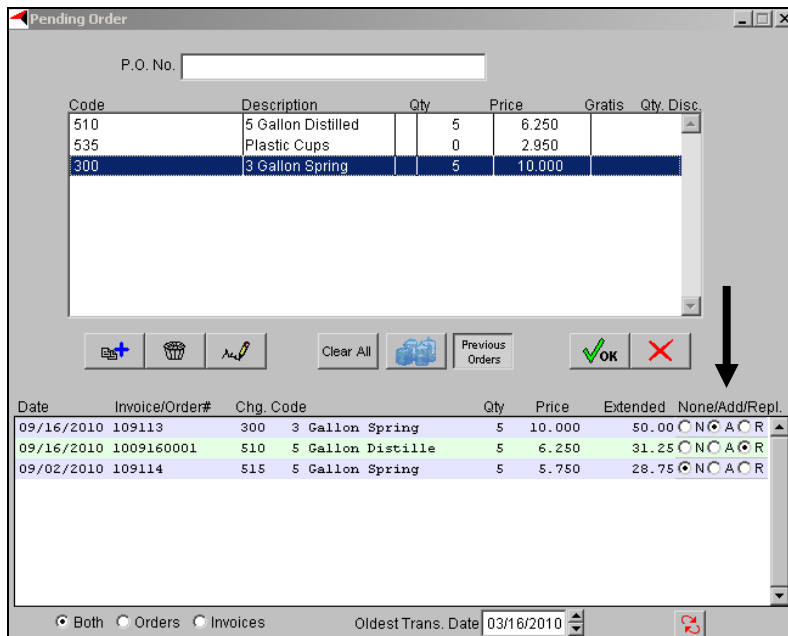 Pending Order
P.O. No.
Code Description Qty Price Gratis Qty. Disc.
510 5 Gallon Distilled 5 6.250
535 Plastic Cups 0 2.950
300 3 Gallon Spring 5 10.000
Clear All Previous Orders OK
Date Invoice/Order# Chg. Code Qty Price Extended None/Add/Repl.
09/16/2010 109113 300 3 Gallon Spring 5 10.000 50.00 N A R
09/16/2010 1009160001 510 5 Gallon Distille 5 6.250 31.25 N A R
09/02/2010 109114 515 5 Gallon Spring 5 5.750 28.75 N A R
Both Orders Invoices Oldest Trans. Date 03/16/2010